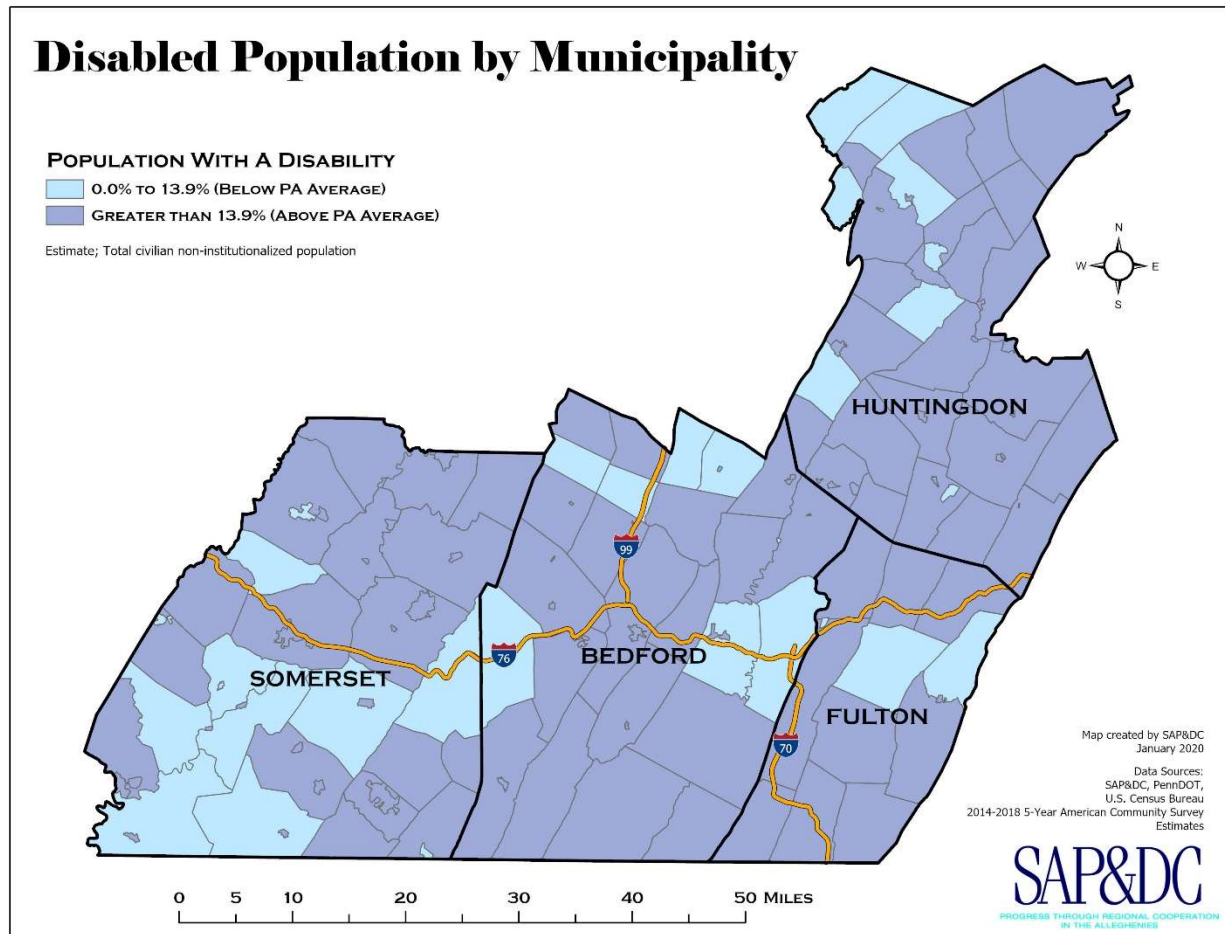 Disabled Population by Municipality
POPULATION WITH A DISABILITY
0.0% TO 13.9% (BELOW PA AVERAGE)
GREATER THAN 13.9% (ABOVE PA AVERAGE)
Estimate; Total civilian non-institutionalized population
N
W
E
S
HUNTINGDON
99
76
BEDFORD
SOMERSET
FULTON
70
Map created by SAP&DC
January 2020
Data Sources:
SAP&DC, PennDOT,
U.S. Census Bureau
2014-2018 5-Year American Community Survey
Estimates
0 5 10 20 30 40 50 MILES
SAP&DC
PROGRESS THROUGH REGIONAL COOPERATION
IN THE ALLEGHENIES